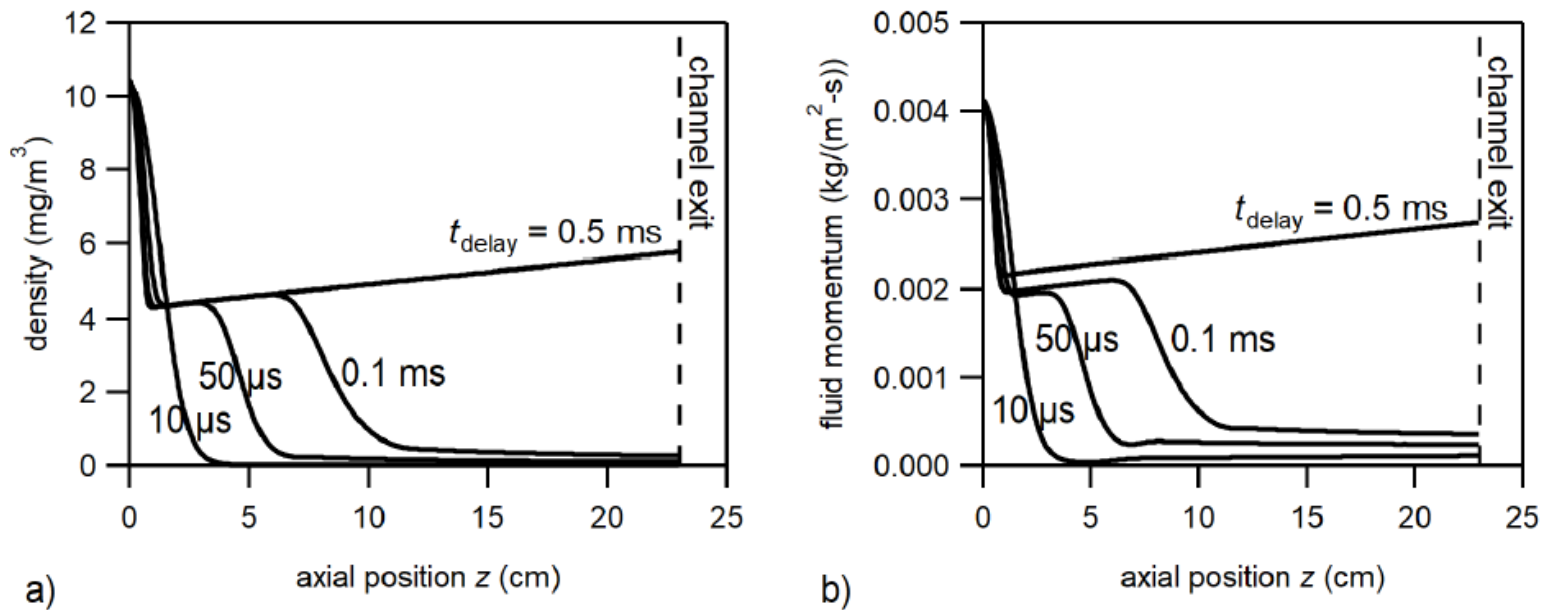 12
10
8
6
4
2
0
density (mg/m³)
0 5 10 15 20 25
axial position z (cm)
t_delay = 0.5 ms
0.1 ms
50 µs
10 µs
channel exit
a)
0.005
0.004
0.003
0.002
0.001
0.000
fluid momentum (kg/(m² -s))
0 5 10 15 20 25
axial position z (cm)
t_delay = 0.5 ms
0.1 ms
50 µs
10 µs
channel exit
b)